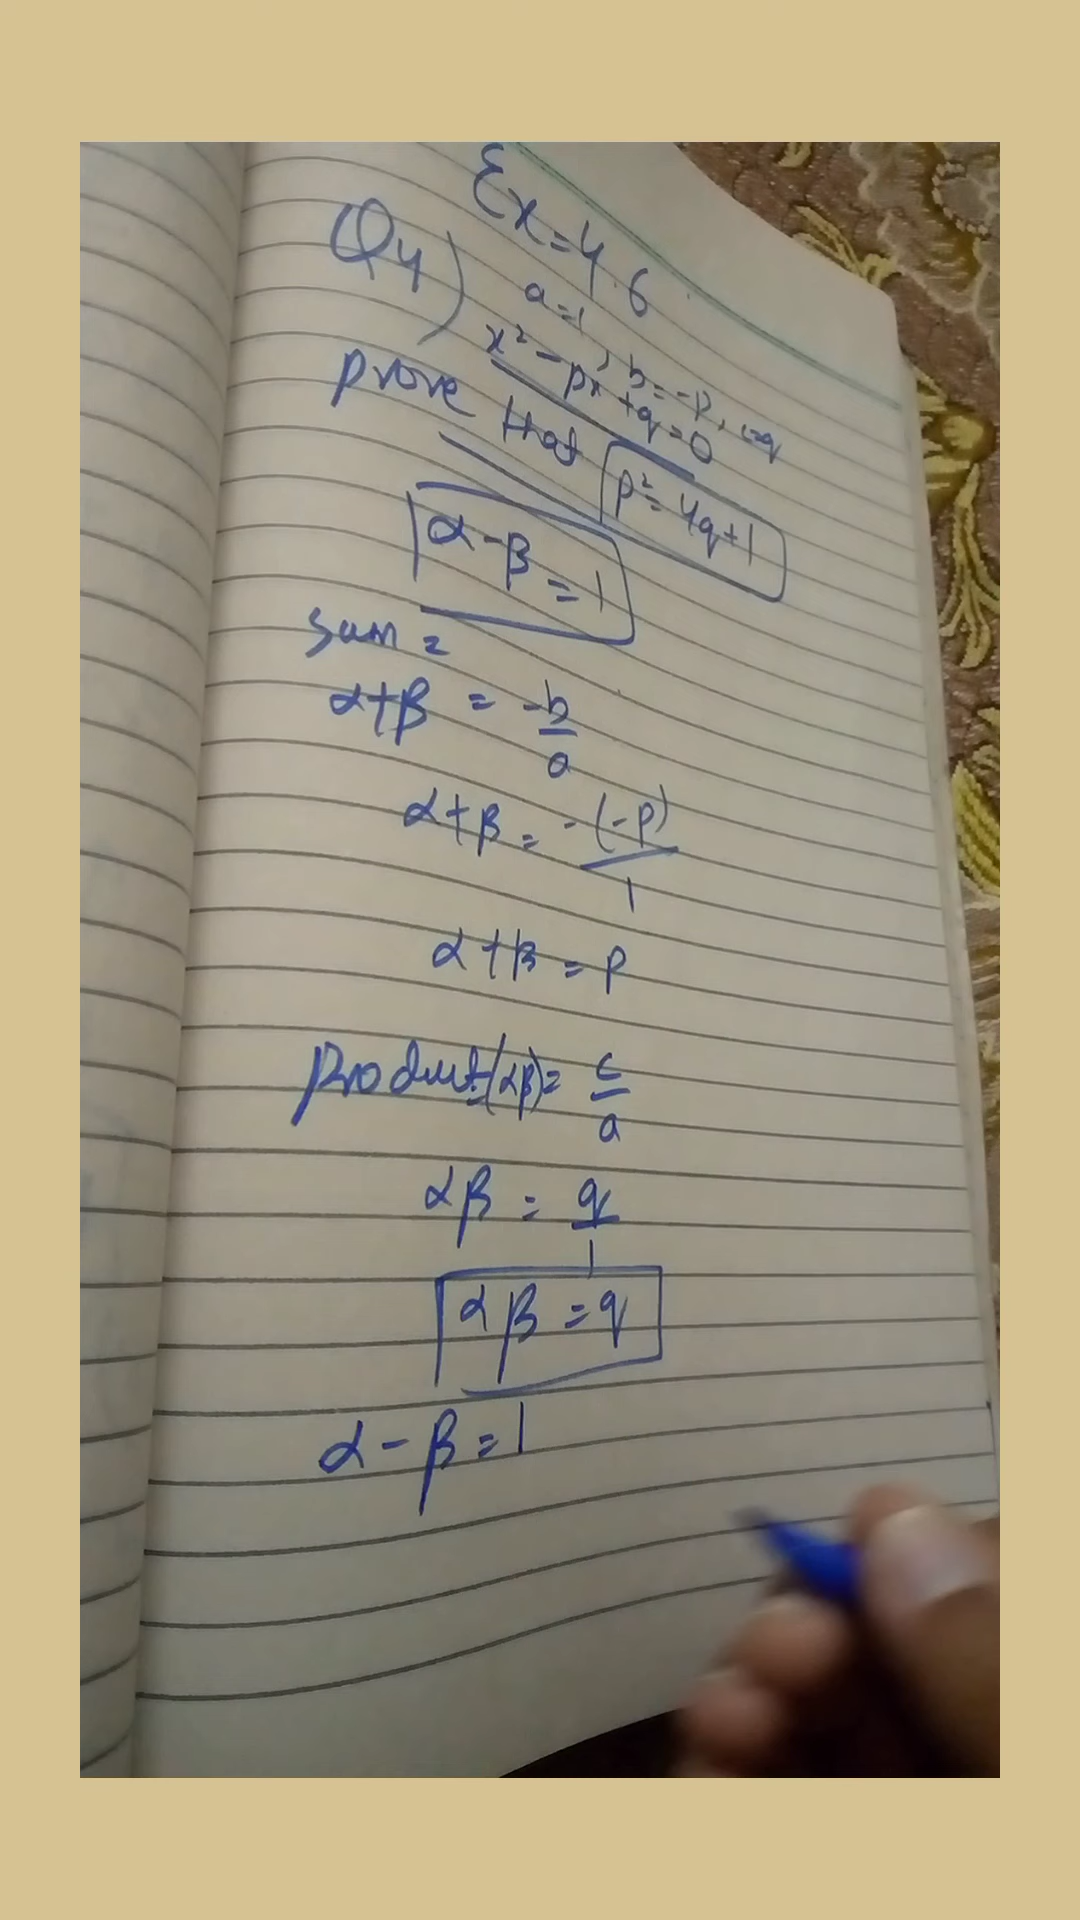 Ex = 4.6
Q4)
a=1, b=-p, c=q
x² - px + q = 0
prove that p² = 4q+1
α - β = 1
Sum =
α+β = -b/a
α+β = -(-p)/1
α+β = p
Product (αβ) = c/a
αβ = q/1
αβ = q
α - β = 1